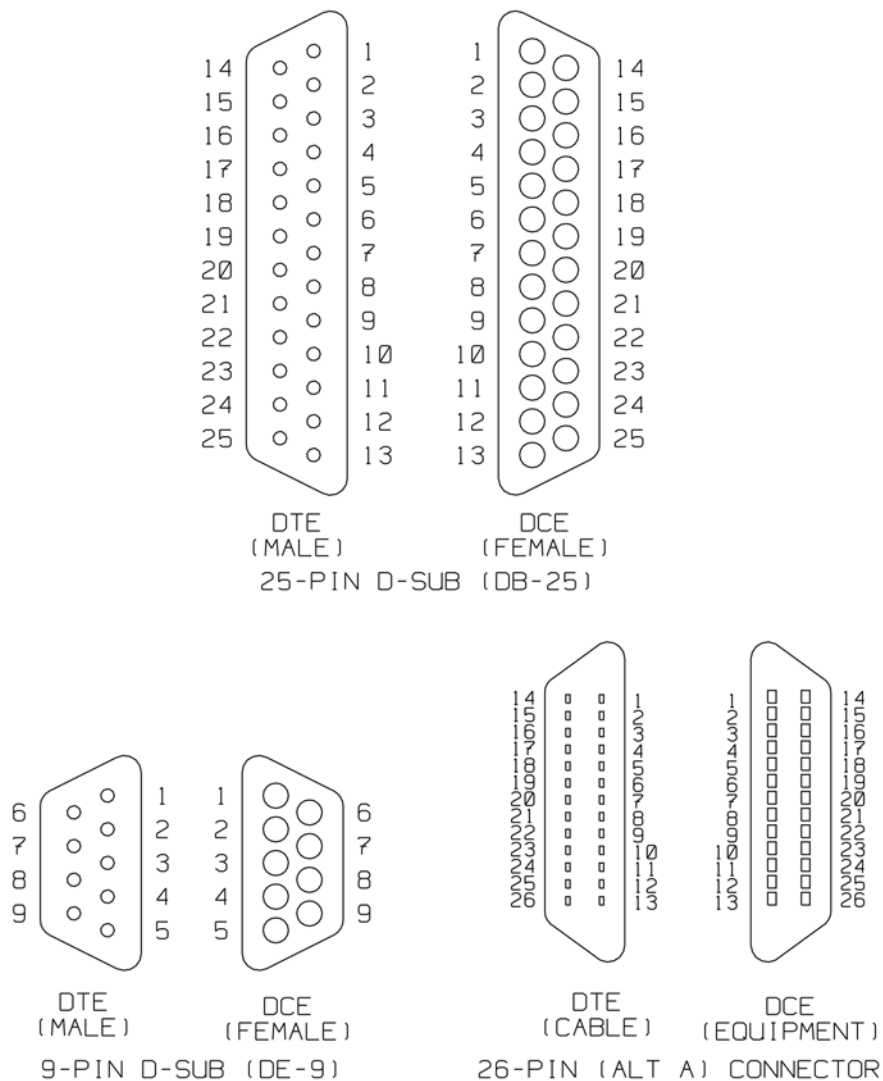 14 1 1 14
15 2 2 15
16 3 3 16
17 4 4 17
18 5 5 18
19 6 6 19
20 7 7 20
21 8 8 21
22 9 9 22
23 10 10 23
24 11 11 24
25 12 12 25
13 13
DTE DCE
(MALE) (FEMALE)
25-PIN D-SUB (DB-25)
6 1 1 6
7 2 2 7
8 3 3 8
9 4 4 9
5 5
DTE DCE
(MALE) (FEMALE)
9-PIN D-SUB (DE-9)
14 1 1 14
15 2 2 15
16 3 3 16
17 4 4 17
18 5 5 18
19 6 6 19
20 7 7 20
21 8 8 21
22 9 9 22
23 10 10 23
24 11 11 24
25 12 12 25
26 13 13 26
DTE DCE
(CABLE) (EQUIPMENT)
26-PIN (ALT A) CONNECTOR